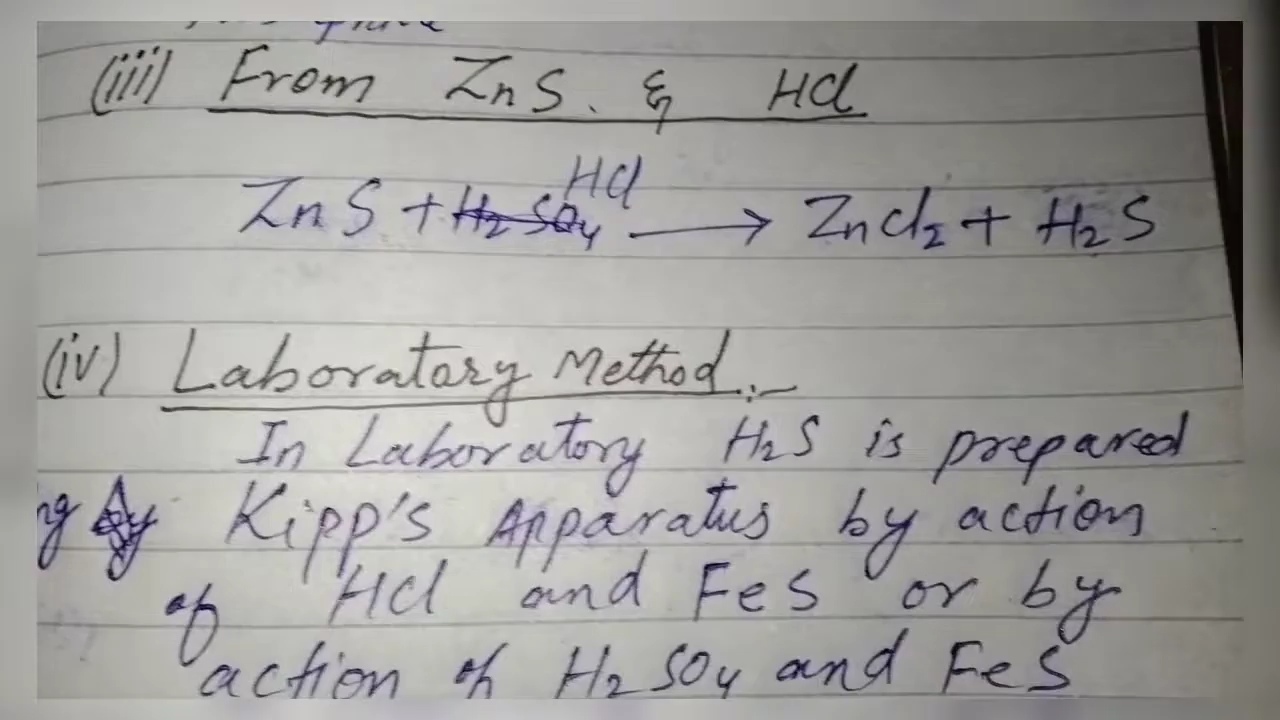 (iii) From ZnS. & HCl
HCl
ZnS + H2SO4 ⟶ ZnCl2 + H2S
(iv) Laboratory Method :-
In Laboratory H2S is prepared
Kipp's Apparatus by action
of HCl and FeS or by
action of H2SO4 and FeS